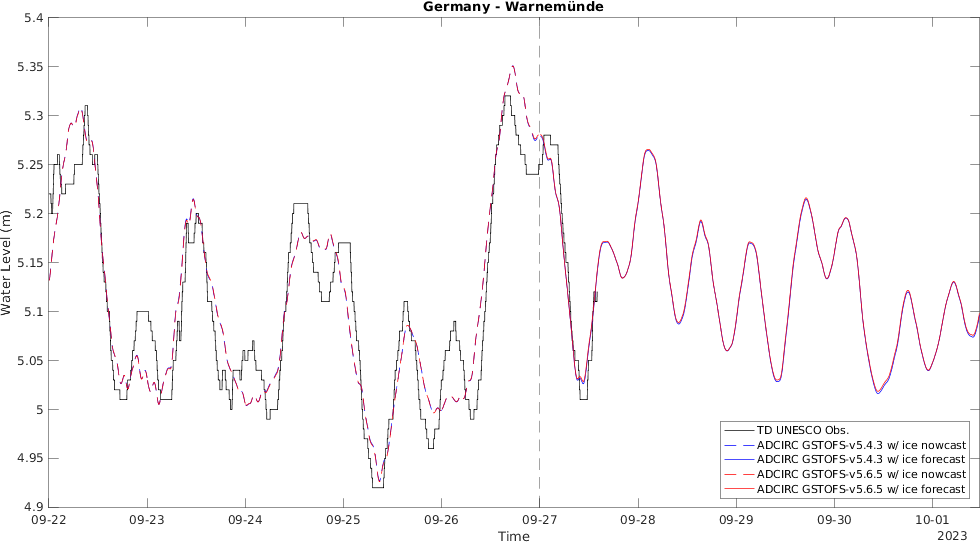 Germany - Warnemünde
5.4
5.35
5.3
5.25
5.2
5.15
5.1
5.05
5
4.95
4.9
Water Level (m)
TD UNESCO Obs.
ADCIRC GSTOFS-v5.4.3 w/ ice nowcast
ADCIRC GSTOFS-v5.4.3 w/ ice forecast
ADCIRC GSTOFS-v5.6.5 w/ ice nowcast
ADCIRC GSTOFS-v5.6.5 w/ ice forecast
09-22 09-23 09-24 09-25 09-26 09-27 09-28 09-29 09-30 10-01
Time
2023